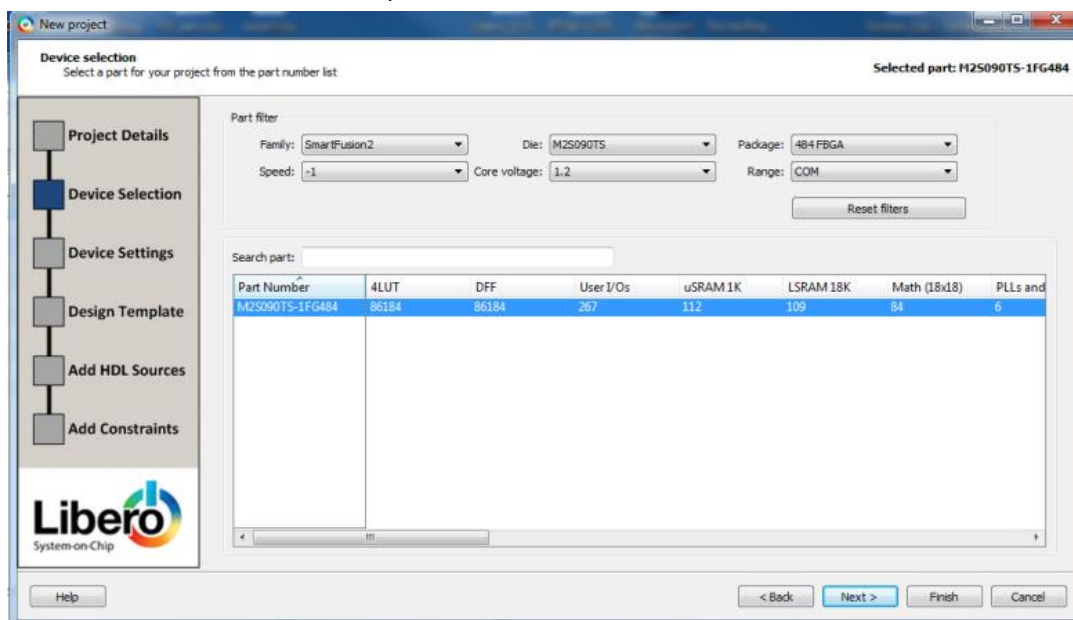 New project
Device selection
Select a part for your project from the part number list
Selected part: M2S090TS-1FG484
Project Details
Device Selection
Device Settings
Design Template
Add HDL Sources
Add Constraints
Libero
System-on-Chip
Part filter
Family: SmartFusion2 Die: M2S090TS Package: 484 FBGA
Speed: -1 Core voltage: 1.2 Range: COM
Reset filters
Search part:
Part Number 4LUT DFF User I/Os uSRAM 1K LSRAM 18K Math (18x18) PLLs and
M2S090TS-1FG484 86184 86184 267 112 109 84 6
Help < Back Next > Finish Cancel